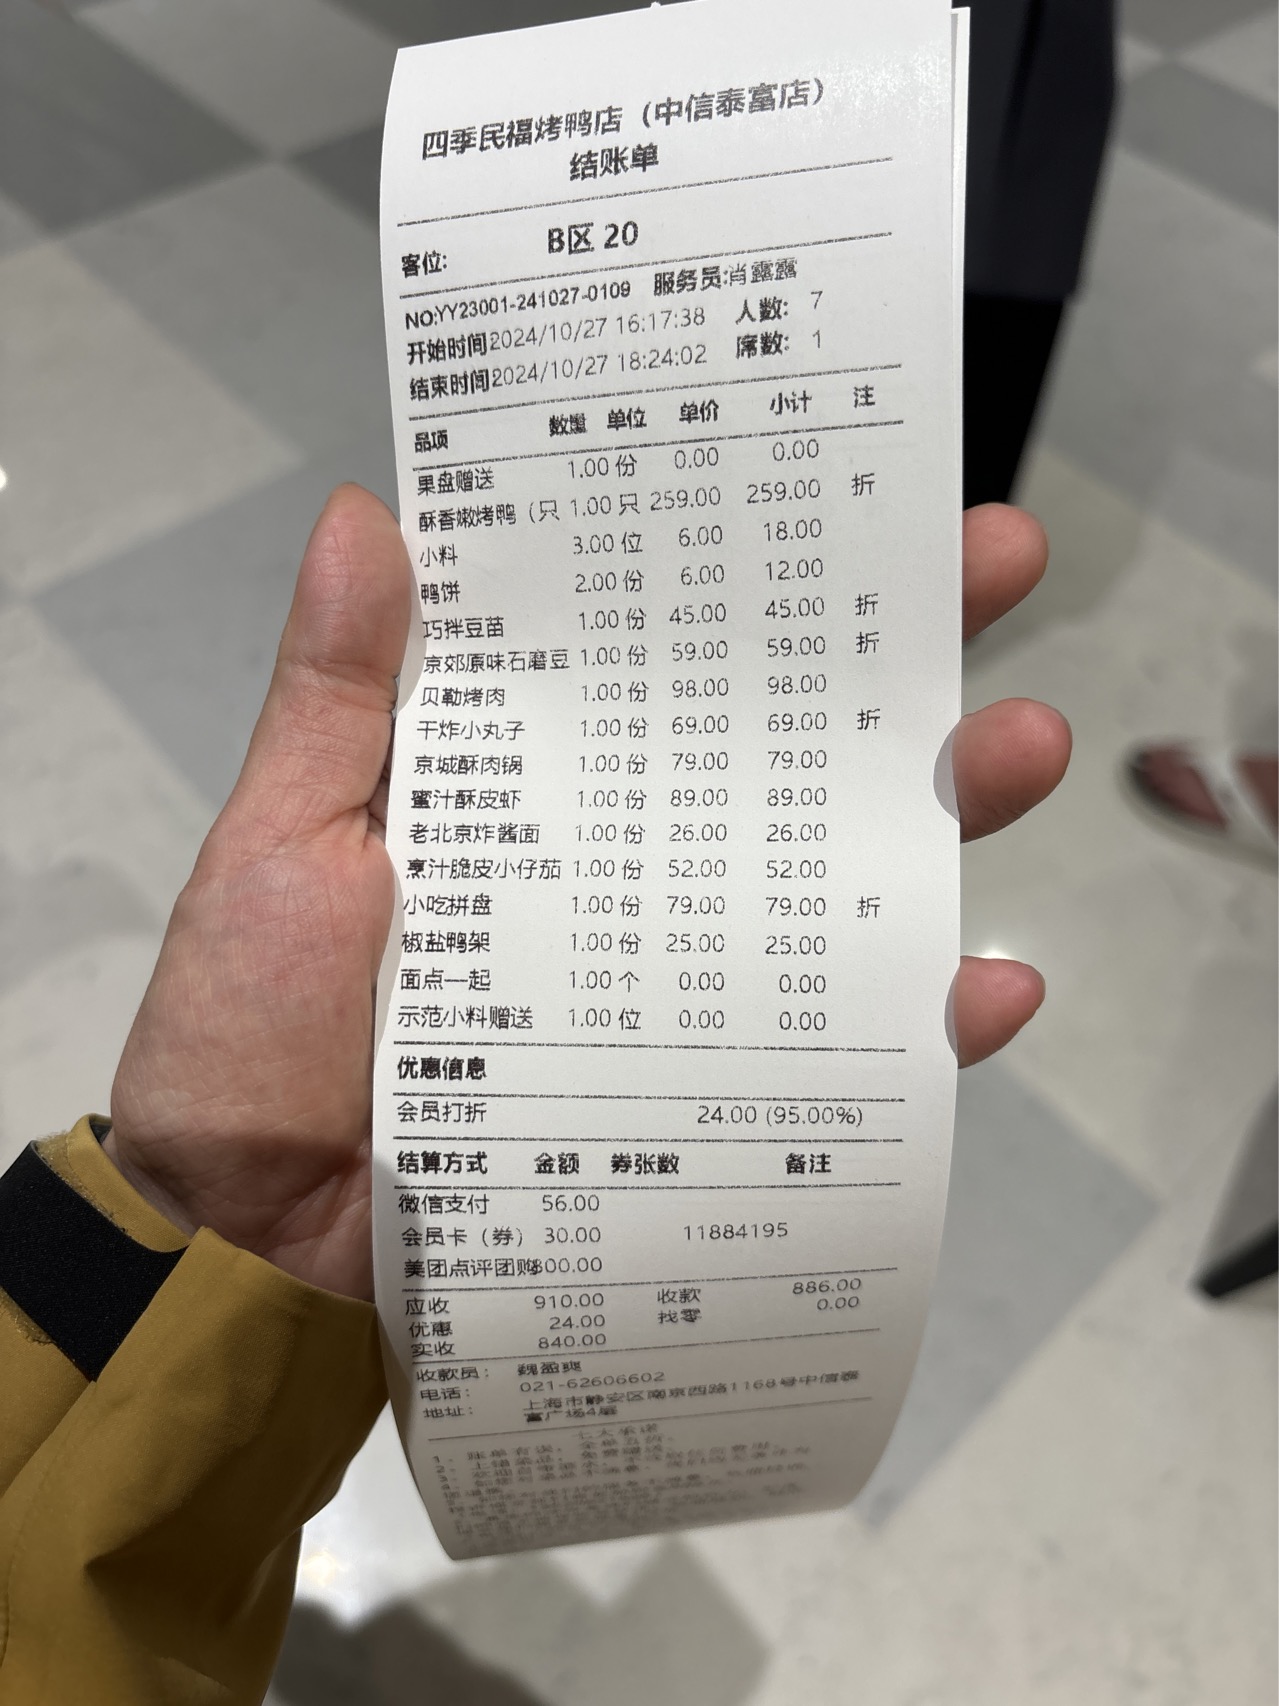 四季民福烤鸭店（中信泰富店）
结账单
客位: B区 20
NO:YY23001-241027-0109 服务员:肖露露
开始时间2024/10/27 16:17:38 人数: 7
结束时间2024/10/27 18:24:02 席数: 1
品项 数量 单位 单价 小计 注
果盘赠送 1.00 份 0.00 0.00
酥香嫩烤鸭（只 1.00 只 259.00 259.00 折
小料 3.00 位 6.00 18.00
鸭饼 2.00 份 6.00 12.00
巧拌豆苗 1.00 份 45.00 45.00 折
京郊原味石磨豆 1.00 份 59.00 59.00 折
贝勒烤肉 1.00 份 98.00 98.00
干炸小丸子 1.00 份 69.00 69.00 折
京城酥肉锅 1.00 份 79.00 79.00
蜜汁酥皮虾 1.00 份 89.00 89.00
老北京炸酱面 1.00 份 26.00 26.00
烹汁脆皮小仔茄 1.00 份 52.00 52.00
小吃拼盘 1.00 份 79.00 79.00 折
椒盐鸭架 1.00 份 25.00 25.00
面点一起 1.00 个 0.00 0.00
示范小料赠送 1.00 位 0.00 0.00
优惠信息
会员打折 24.00 (95.00%)
结算方式 金额 券张数 备注
微信支付 56.00
会员卡（券） 30.00 11884195
美团点评团购800.00
应收 910.00 收款 886.00
优惠 24.00 找零 0.00
实收 840.00
收款员: 魏盈爽
电话: 021-62606602
地址: 上海市静安区南京西路1168号中信泰
富广场4层
七大承诺